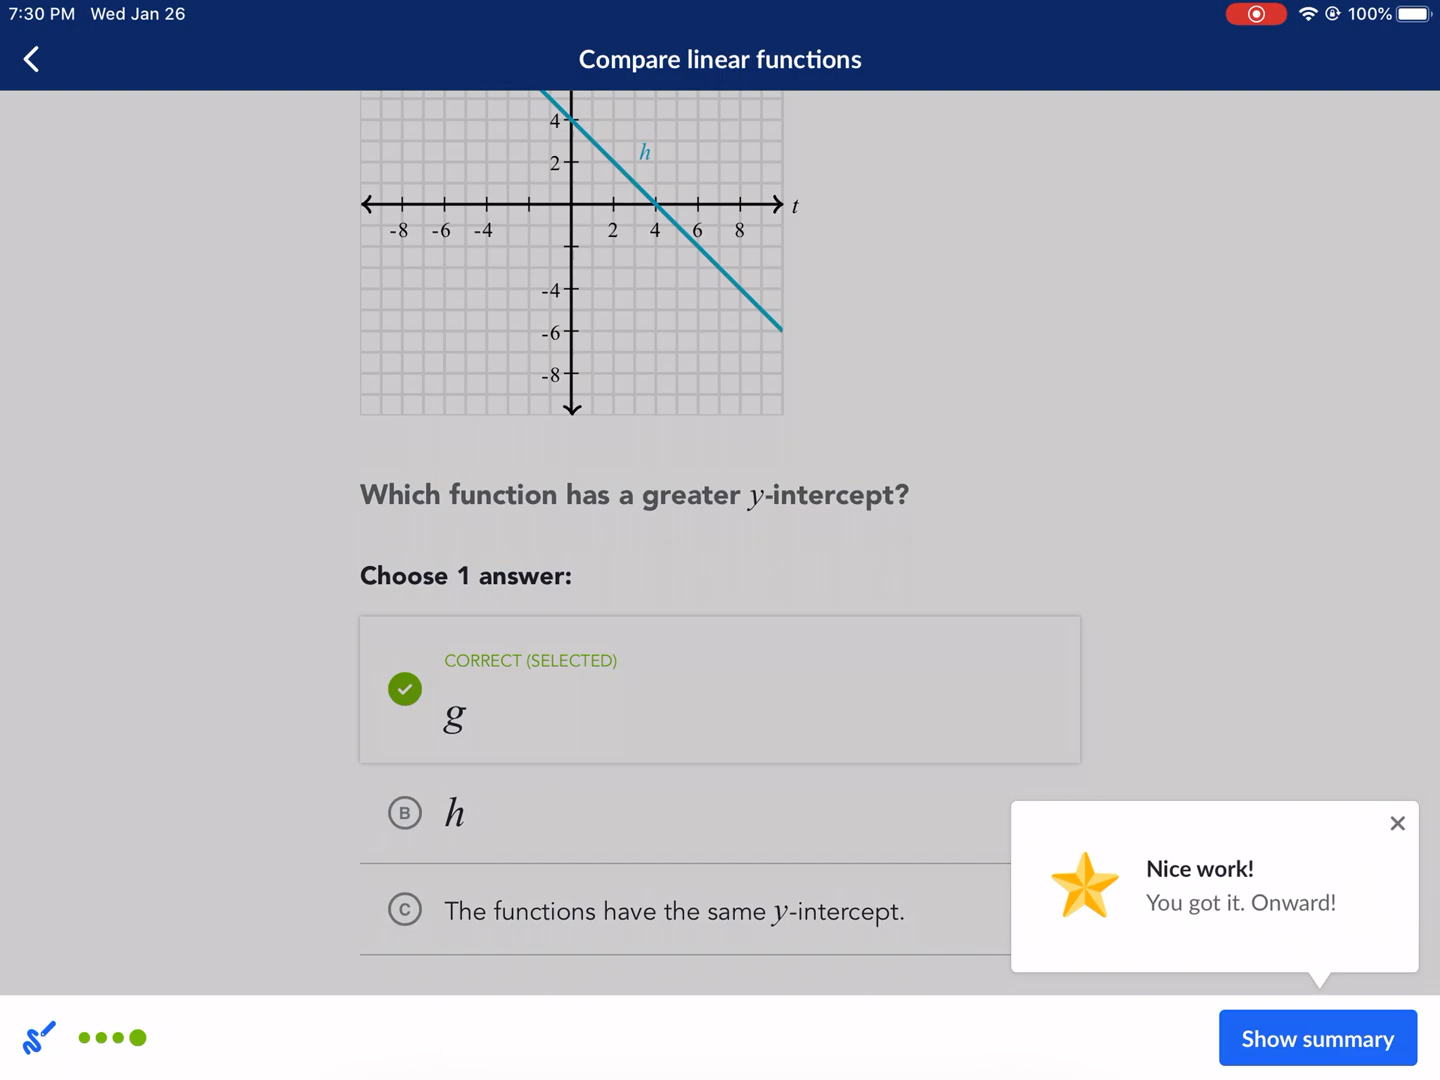 7:30 PM Wed Jan 26 100%
Compare linear functions
4
h
2
t
-8 -6 -4 2 4 6 8
-4
-6
-8
Which function has a greater y-intercept?
Choose 1 answer:
CORRECT (SELECTED)
g
B h
C The functions have the same y-intercept.
Nice work!
You got it. Onward!
Show summary